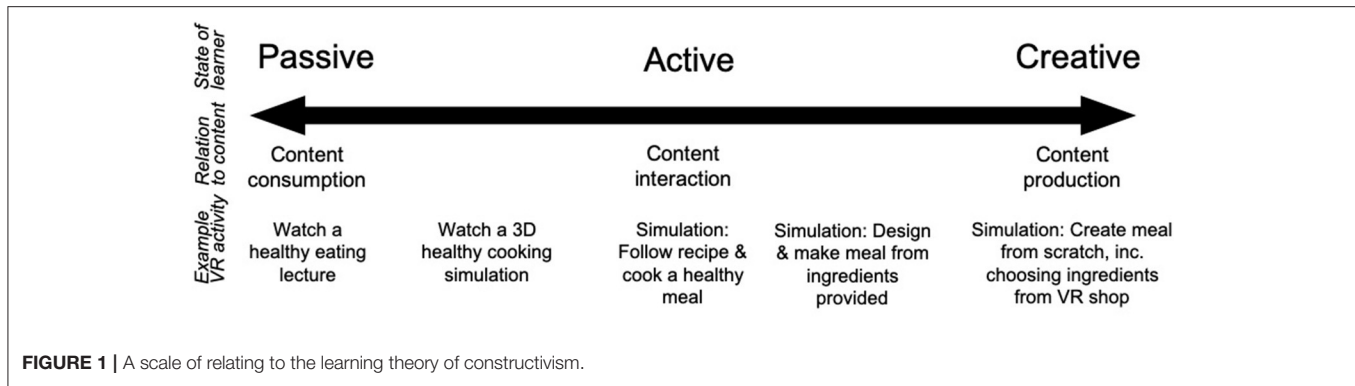 State of
learner
Passive
Active
Creative
Relation
to content
Content
consumption
Content
interaction
Content
production
Example
VR activity
Watch a
healthy eating
lecture
Watch a 3D
healthy cooking
simulation
Simulation:
Follow recipe &
cook a healthy
meal
Simulation: Design
& make meal from
ingredients
provided
Simulation: Create meal
from scratch, inc.
choosing ingredients
from VR shop
FIGURE 1 | A scale of relating to the learning theory of constructivism.